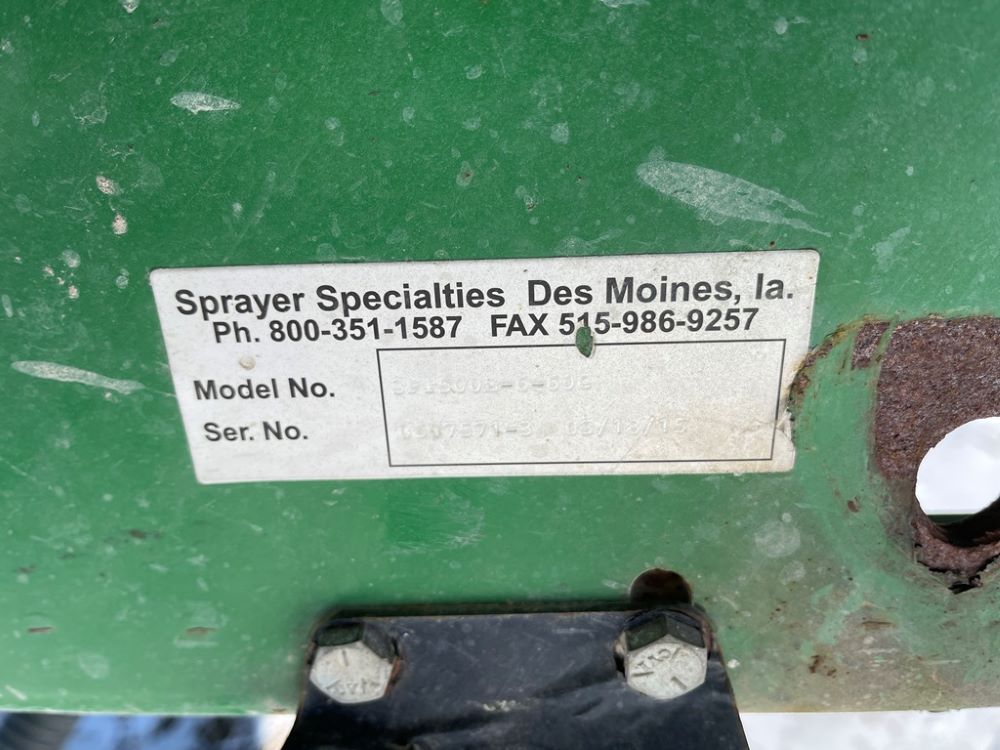 Sprayer Specialties Des Moines, Ia.
Ph. 800-351-1587 FAX 515-986-9257
Model No.
Ser. No.